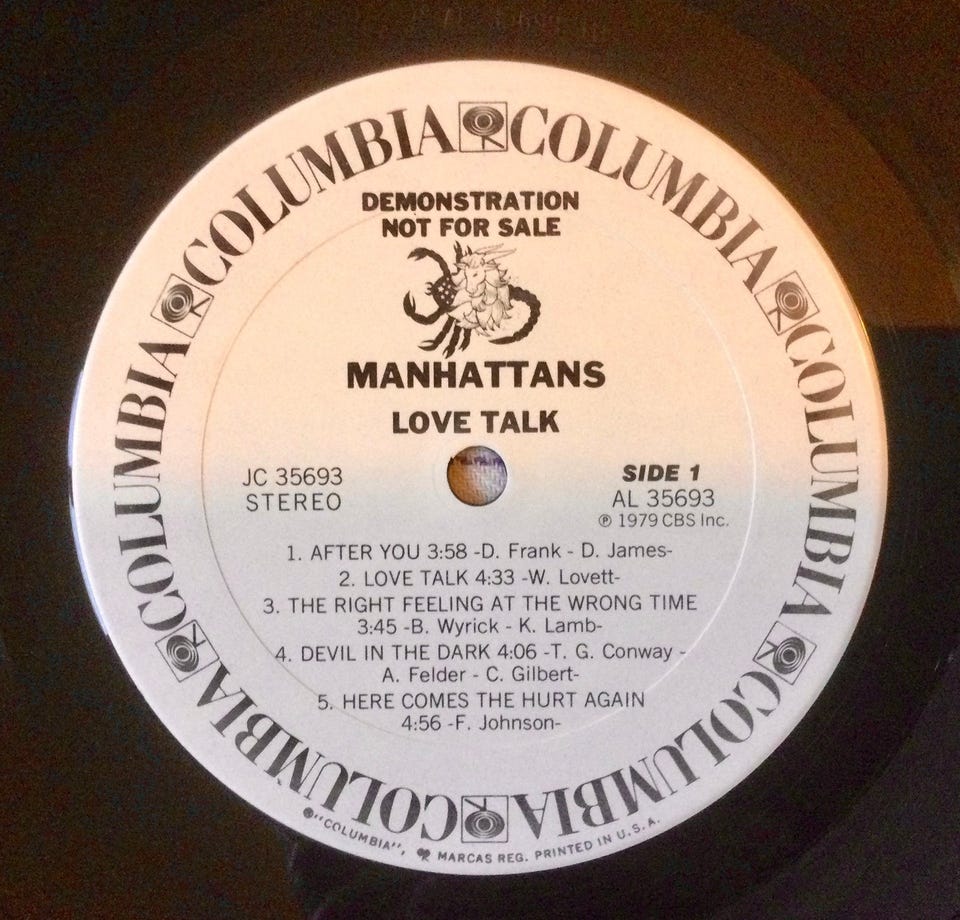 COLUMBIA COLUMBIA COLUMBIA COLUMBIA COLUMBIA COLUMBIA COLUMBIA COLUMBIA
DEMONSTRATION
NOT FOR SALE
MANHATTANS
LOVE TALK
JC 35693
STEREO
SIDE 1
AL 35693
℗ 1979 CBS Inc.
1. AFTER YOU 3:58 -D. Frank - D. James-
2. LOVE TALK 4:33 -W. Lovett-
3. THE RIGHT FEELING AT THE WRONG TIME
3:45 -B. Wyrick - K. Lamb-
4. DEVIL IN THE DARK 4:06 -T. G. Conway -
A. Felder - C. Gilbert-
5. HERE COMES THE HURT AGAIN
4:56 -F. Johnson-
"COLUMBIA", MARCAS REG. PRINTED IN U.S.A.